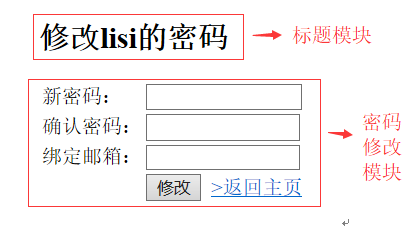 修改lisi的密码
标题模块
新密码：
确认密码：
绑定邮箱：
修改 >返回主页
密码
修改
模块